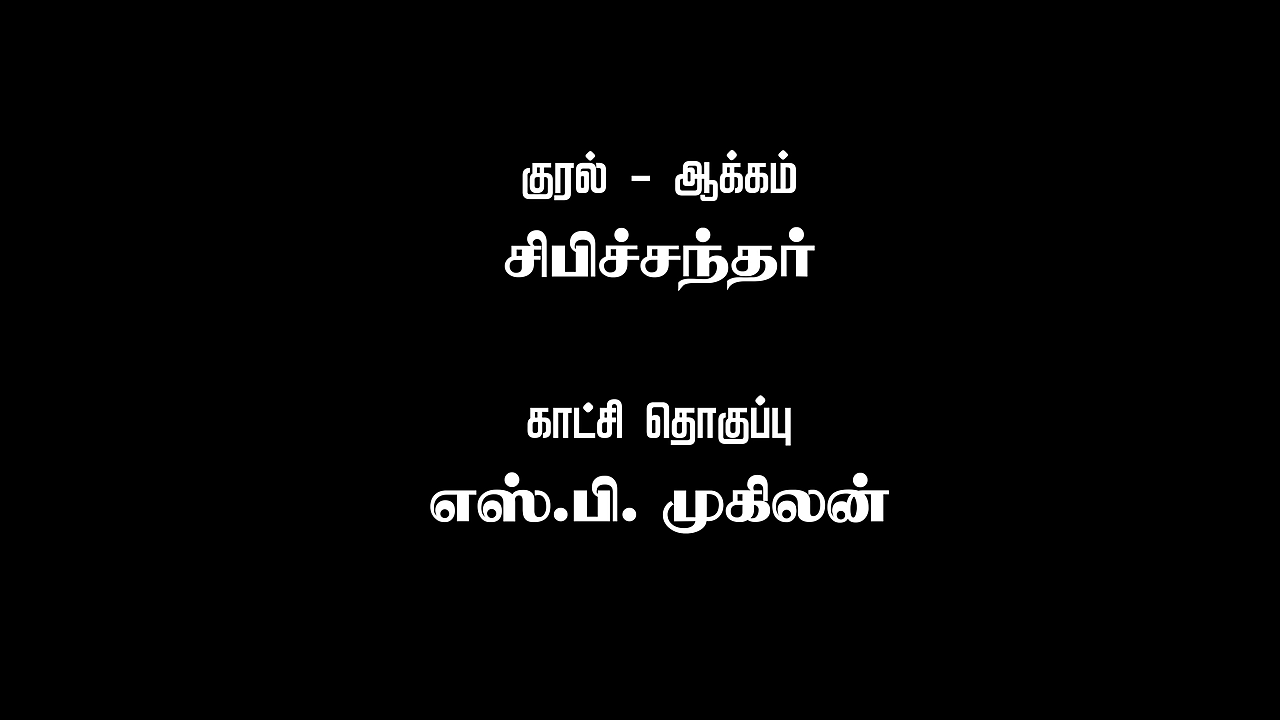 குரல் - ஆக்கம்
சிபிச்சந்தர்
காட்சி தொகுப்பு
எஸ்.பி. முகிலன்